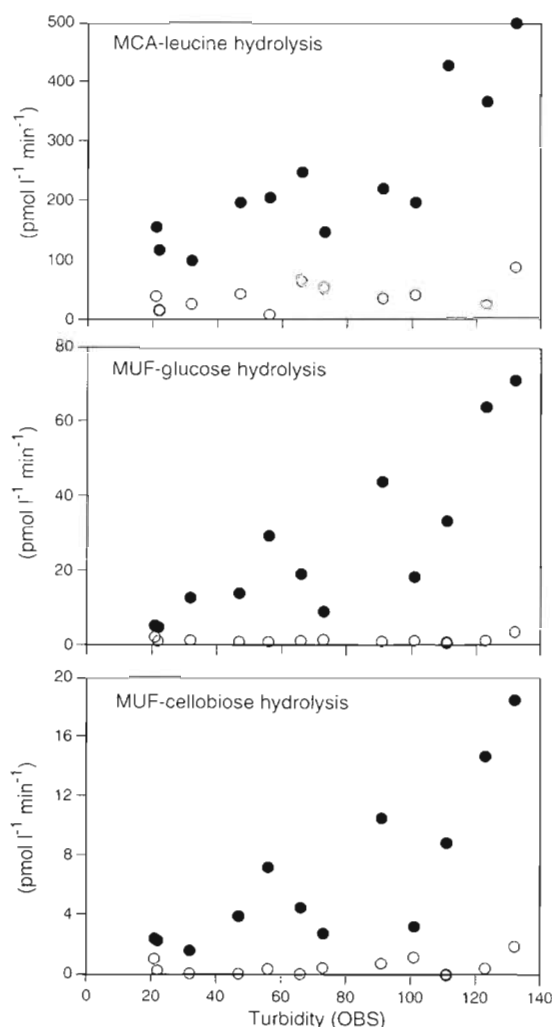 500
MCA-leucine hydrolysis
400
300
200
100
0
(pmol l⁻¹ min⁻¹)
80
MUF-glucose hydrolysis
60
40
20
0
(pmol l⁻¹ min⁻¹)
20
MUF-cellobiose hydrolysis
16
12
8
4
0
(pmol l⁻¹ min⁻¹)
0 20 40 60 80 100 120 140
Turbidity (OBS)